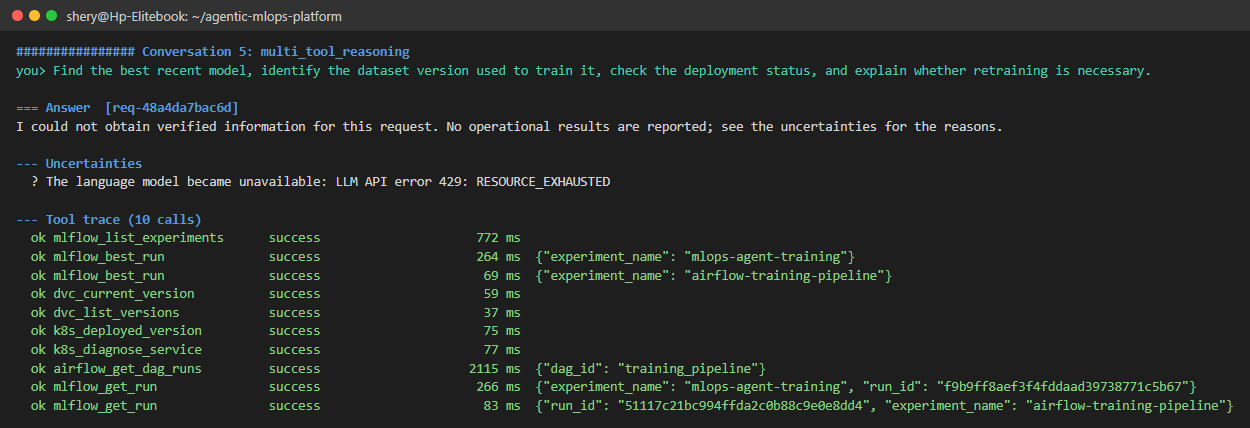 shery@Hp-Elitebook: ~/agentic-mlops-platform
################ Conversation 5: multi_tool_reasoning
you> Find the best recent model, identify the dataset version used to train it, check the deployment status, and explain whether retraining is necessary.
=== Answer  [req-48a4da7bac6d]
I could not obtain verified information for this request. No operational results are reported; see the uncertainties for the reasons.
--- Uncertainties
? The language model became unavailable: LLM API error 429: RESOURCE_EXHAUSTED
--- Tool trace (10 calls)
ok mlflow_list_experiments success 772 ms
ok mlflow_best_run success 264 ms {"experiment_name": "mlops-agent-training"}
ok mlflow_best_run success 69 ms {"experiment_name": "airflow-training-pipeline"}
ok dvc_current_version success 59 ms
ok dvc_list_versions success 37 ms
ok k8s_deployed_version success 75 ms
ok k8s_diagnose_service success 77 ms
ok airflow_get_dag_runs success 2115 ms {"dag_id": "training_pipeline"}
ok mlflow_get_run success 266 ms {"experiment_name": "mlops-agent-training", "run_id": "f9b9ff8aef3f4fddaad39738771c5b67"}
ok mlflow_get_run success 83 ms {"run_id": "51117c21bc994ffda2c0b88c9e0e8dd4", "experiment_name": "airflow-training-pipeline"}